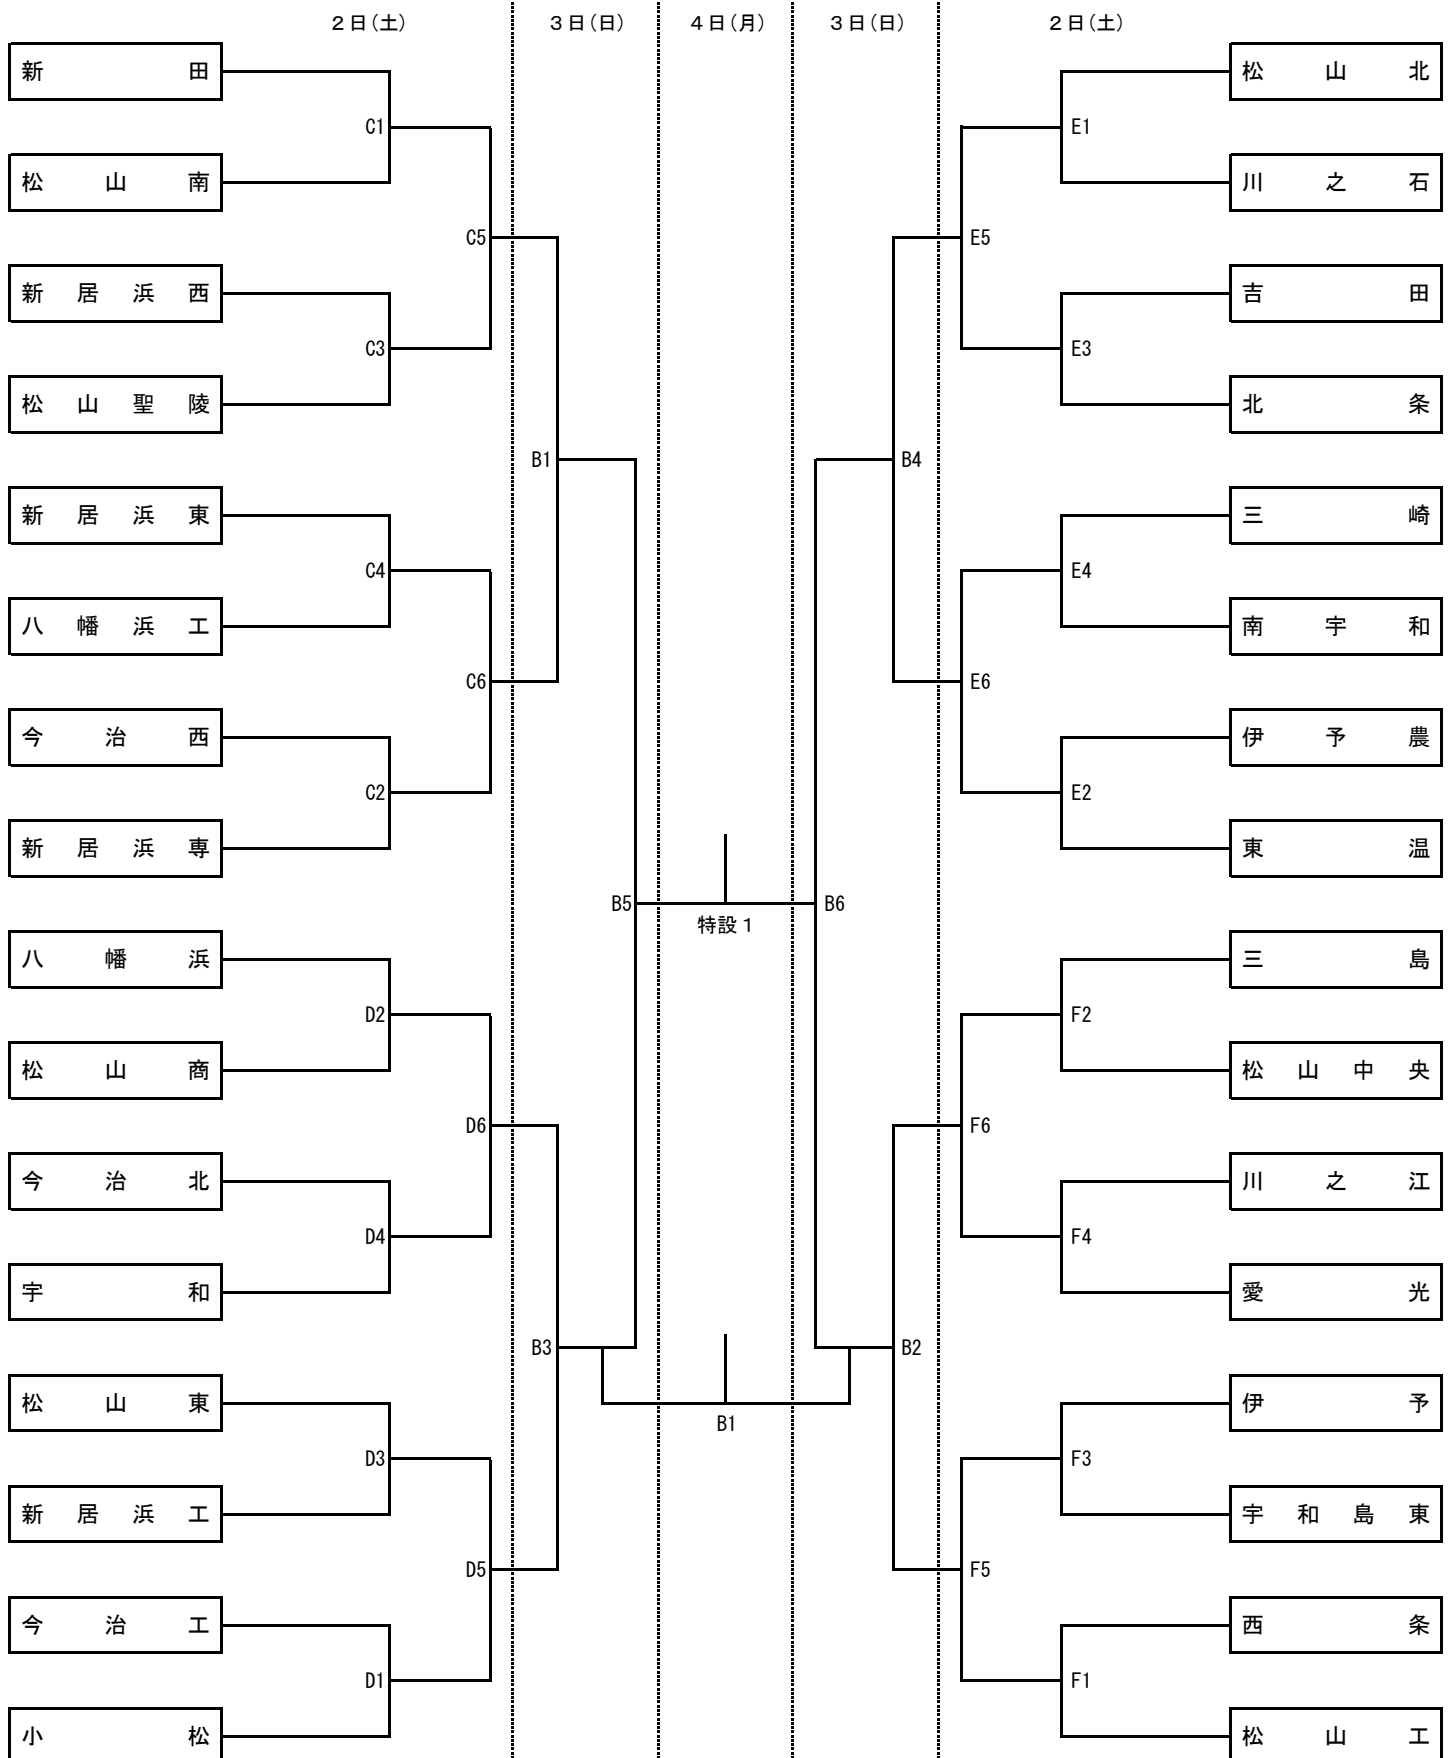 ２日(土) ３日(日) ４日(月) ３日(日) ２日(土)
新田 松山北
C1 E1
松山南 川之石
C5 E5
新居浜西 吉田
C3 E3
松山聖陵 北条
B1 B4
新居浜東 三崎
C4 E4
八幡浜工 南宇和
C6 E6
今治西 伊予農
C2 E2
新居浜専 東温
B5 B6
特設１
八幡浜 三島
D2 F2
松山商 松山中央
D6 F6
今治北 川之江
D4 F4
宇和 愛光
B3 B2
松山東 伊予
B1
D3 F3
新居浜工 宇和島東
D5 F5
今治工 西条
D1 F1
小松 松山工